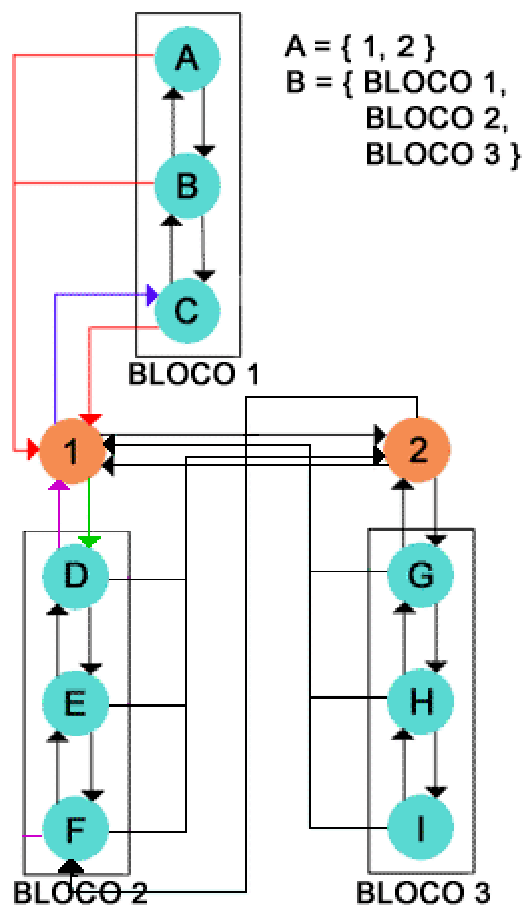 A
A = { 1, 2 }
B = { BLOCO 1,
BLOCO 2,
BLOCO 3 }
B
C
BLOCO 1
1
2
D
G
E
H
F
I
BLOCO 2
BLOCO 3